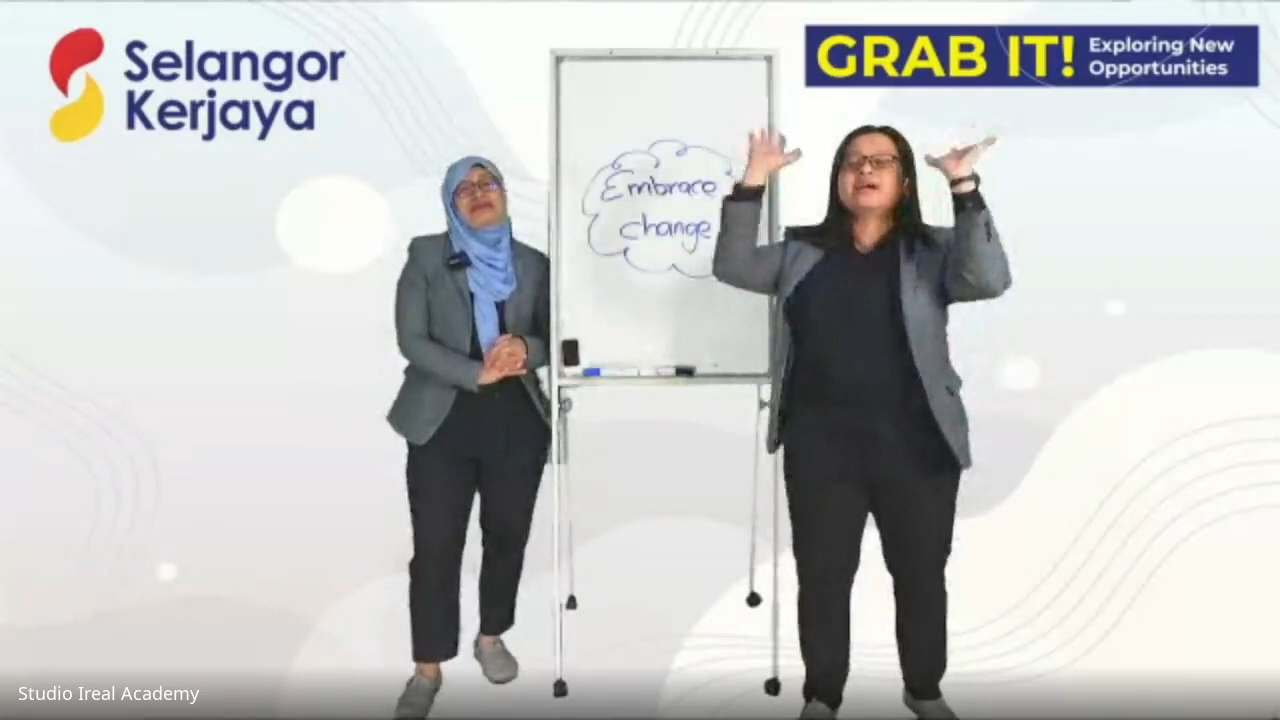 Selangor
Kerjaya
GRAB IT! Exploring New
Opportunities
Embrace
change
Studio Ireal Academy